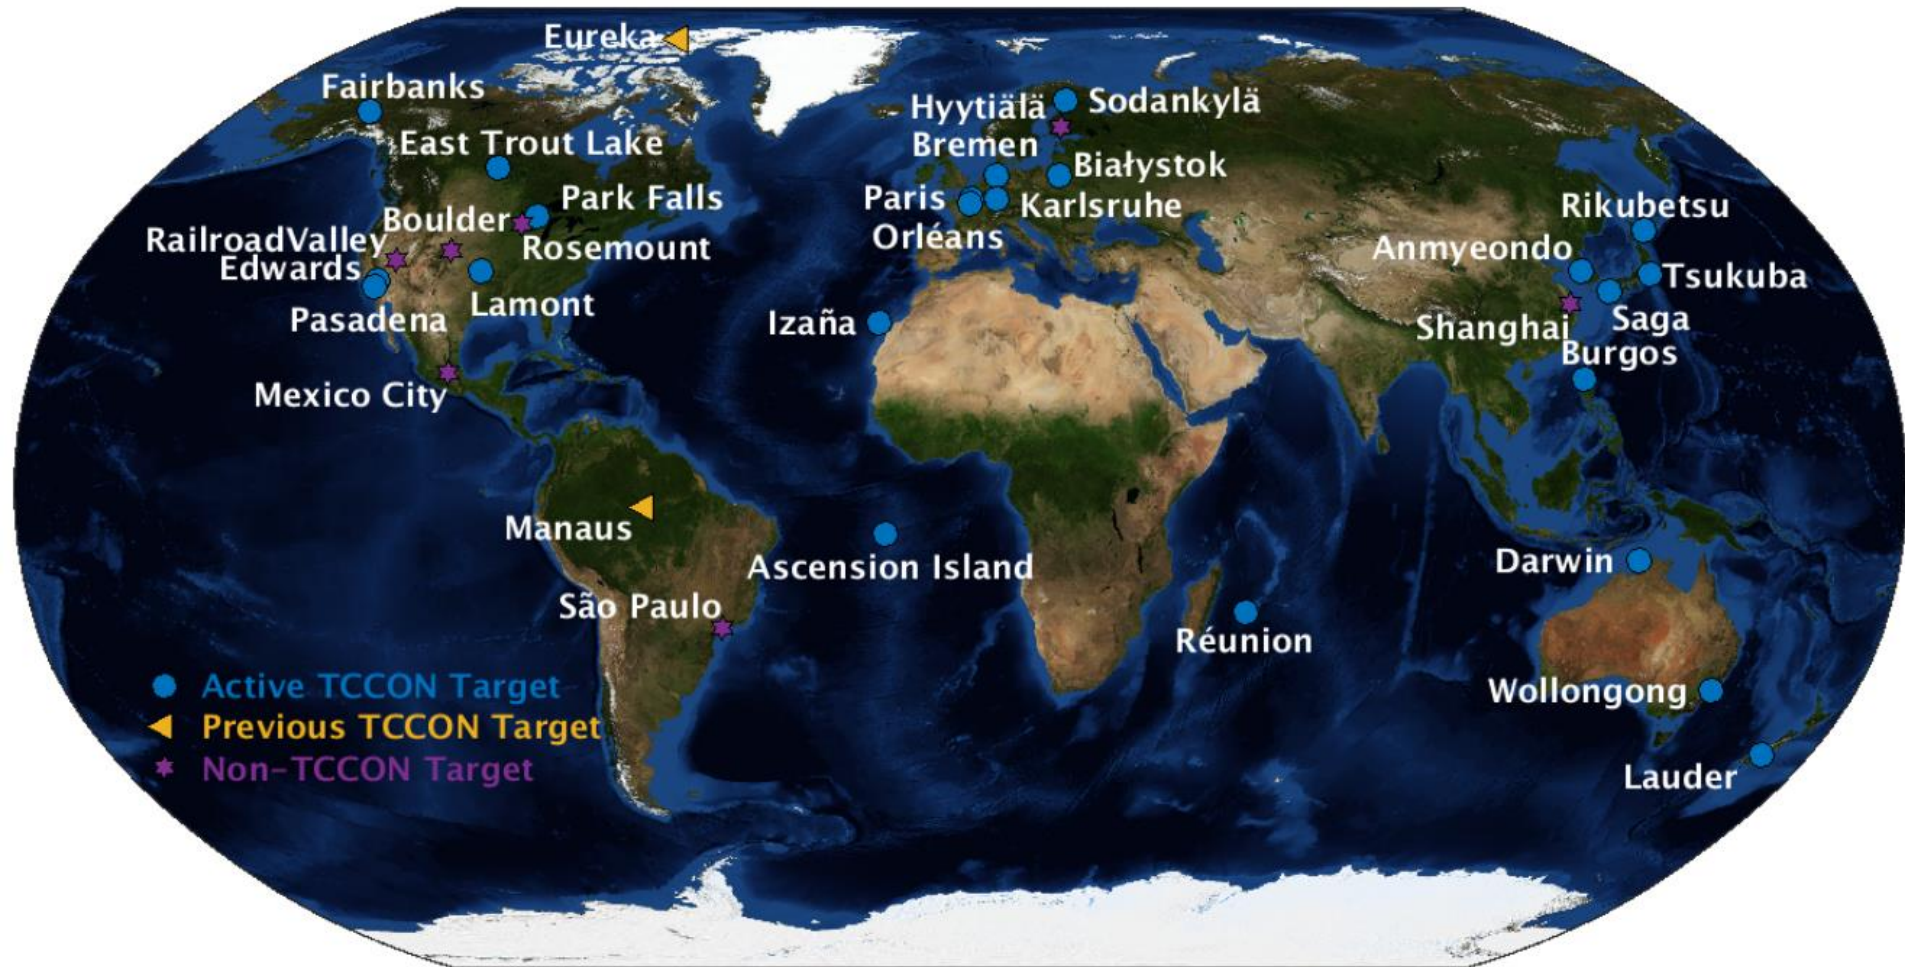 Eureka
Fairbanks
Hyytiälä
Sodankylä
East Trout Lake
Bremen
Białystok
Park Falls
Paris
Karlsruhe
Rikubetsu
Boulder
RailroadValley
Rosemount
Orléans
Anmyeondo
Edwards
Tsukuba
Lamont
Pasadena
Izaña
Saga
Shanghai
Burgos
Mexico City
Manaus
Ascension Island
Darwin
São Paulo
Réunion
Active TCCON Target
Wollongong
Previous TCCON Target
Non-TCCON Target
Lauder